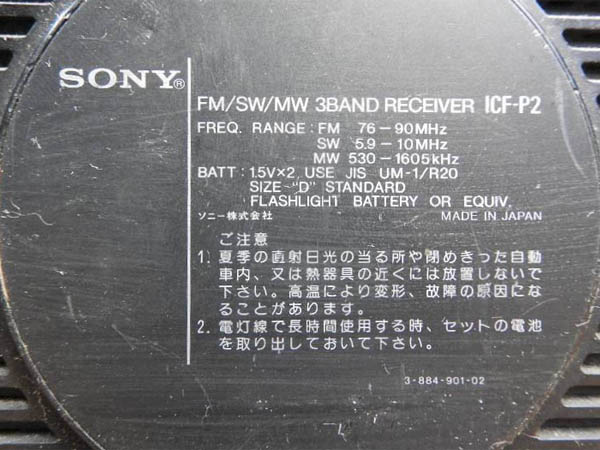 SONY®
FM/SW/MW 3BAND RECEIVER ICF-P2
FREQ. RANGE : FM 76-90MHz
SW 5.9-10MHz
MW 530-1605kHz
BATT : 1.5V×2, USE JIS UM-1/R20
SIZE "D" STANDARD
FLASHLIGHT BATTERY OR EQUIV.
ソニー株式会社 MADE IN JAPAN
ご注意
1. 夏季の直射日光の当る所や閉めきった自動
車内、又は熱器具の近くには放置しないで
下さい。高温により変形、故障の原因にな
ることがあります。
2. 電灯線で長時間使用する時、セットの電池
を取り出しておいて下さい。
3-884-901-02